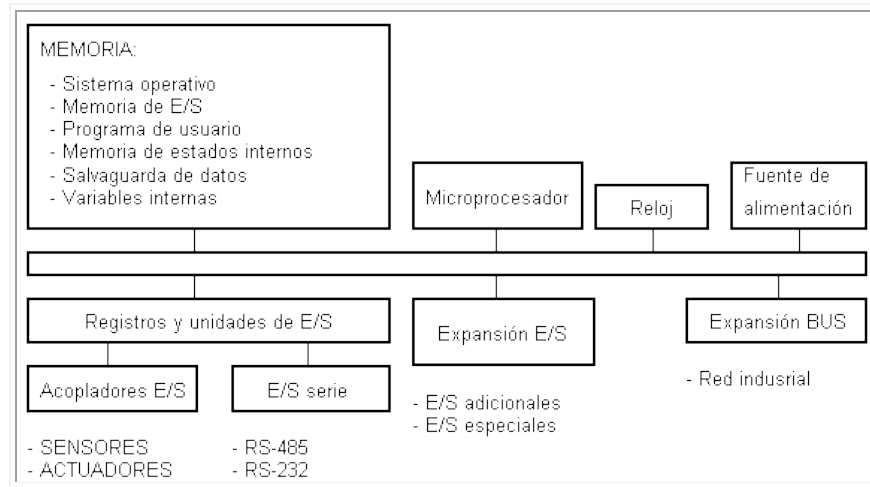 MEMORIA:
- Sistema operativo
- Memoria de E/S
- Programa de usuario
- Memoria de estados internos
- Salvaguarda de datos
- Variables internas
Microprocesador
Reloj
Fuente de
alimentación
Registros y unidades de E/S
Expansión E/S
Expansión BUS
Acopladores E/S
E/S serie
- Red indusrial
- E/S adicionales
- E/S especiales
- SENSORES
- ACTUADORES
- RS-485
- RS-232